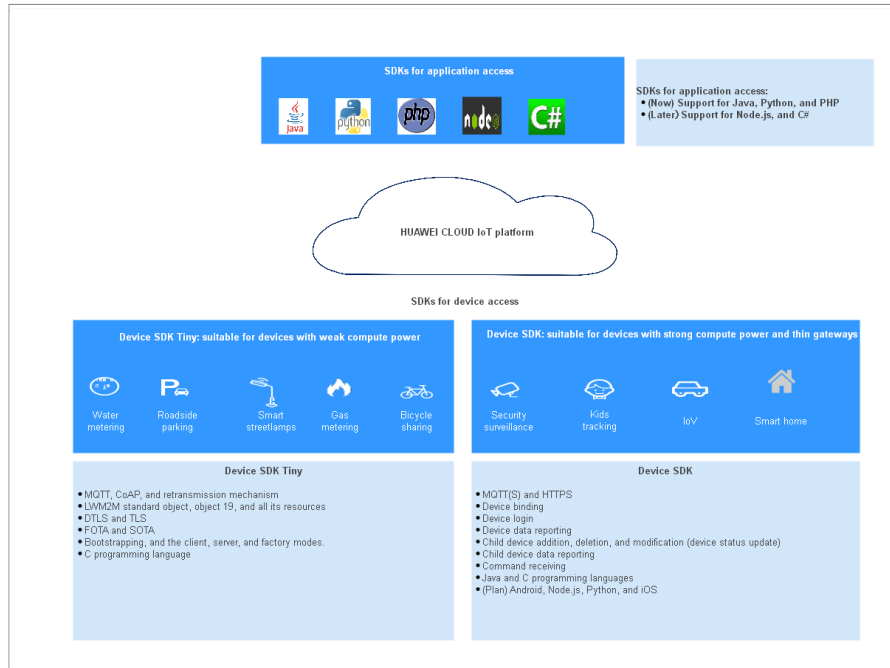 SDKs for application access
Java
python
php
node
C#
SDKs for application access:
(Now) Support for Java, Python, and PHP
(Later) Support for Node.js, and C#
HUAWEI CLOUD IoT platform
SDKs for device access
Device SDK Tiny: suitable for devices with weak compute power
Water
metering
Roadside
parking
Smart
streetlamps
Gas
metering
Bicycle
sharing
Device SDK: suitable for devices with strong compute power and thin gateways
Security
surveillance
Kids
tracking
IoV
Smart home
Device SDK Tiny
MQTT, CoAP, and retransmission mechanism
LWM2M standard object, object 19, and all its resources
DTLS and TLS
FOTA and SOTA
Bootstrapping, and the client, server, and factory modes.
C programming language
Device SDK
MQTT(S) and HTTPS
Device binding
Device login
Device data reporting
Child device addition, deletion, and modification (device status update)
Child device data reporting
Command receiving
Java and C programming languages
(Plan) Android, Node.js, Python, and iOS